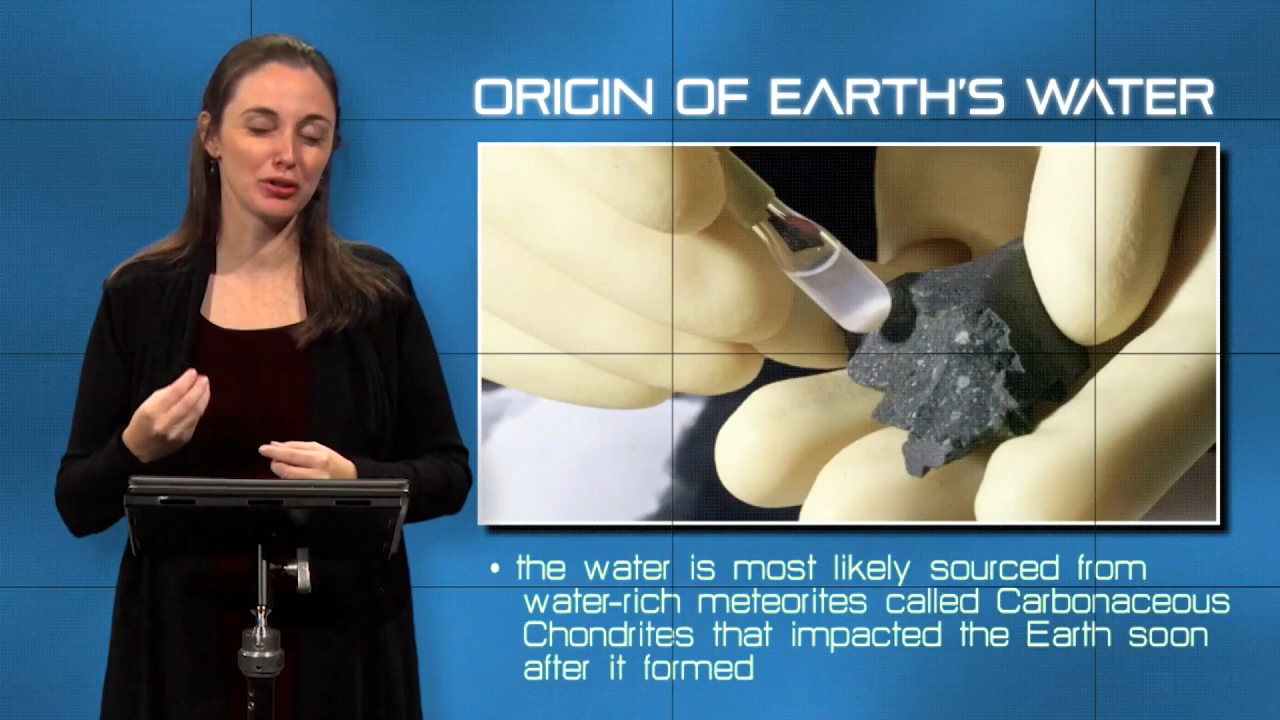 ORIGIN OF EARTH'S WATER
• the water is most likely sourced from
water-rich meteorites called Carbonaceous
Chondrites that impacted the Earth soon
after it formed